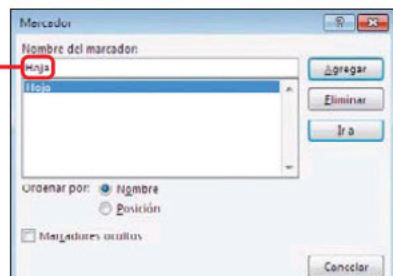 Marcador
Nombre del marcador:
Hoja
Agregar
Hoja
Eliminar
Ir a
Ordenar por:
Nombre
Posición
Marcadores ocultos
Cancelar